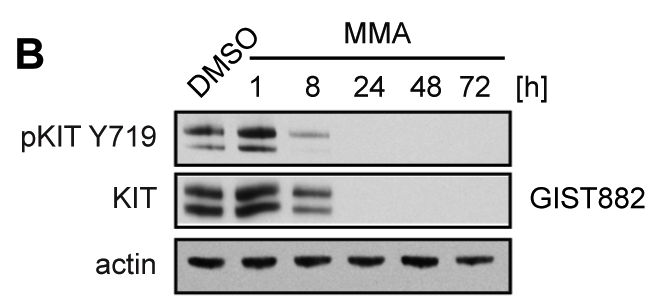 B
MMA
DMSO 1 8 24 48 72 [h]
pKIT Y719
KIT GIST882
actin